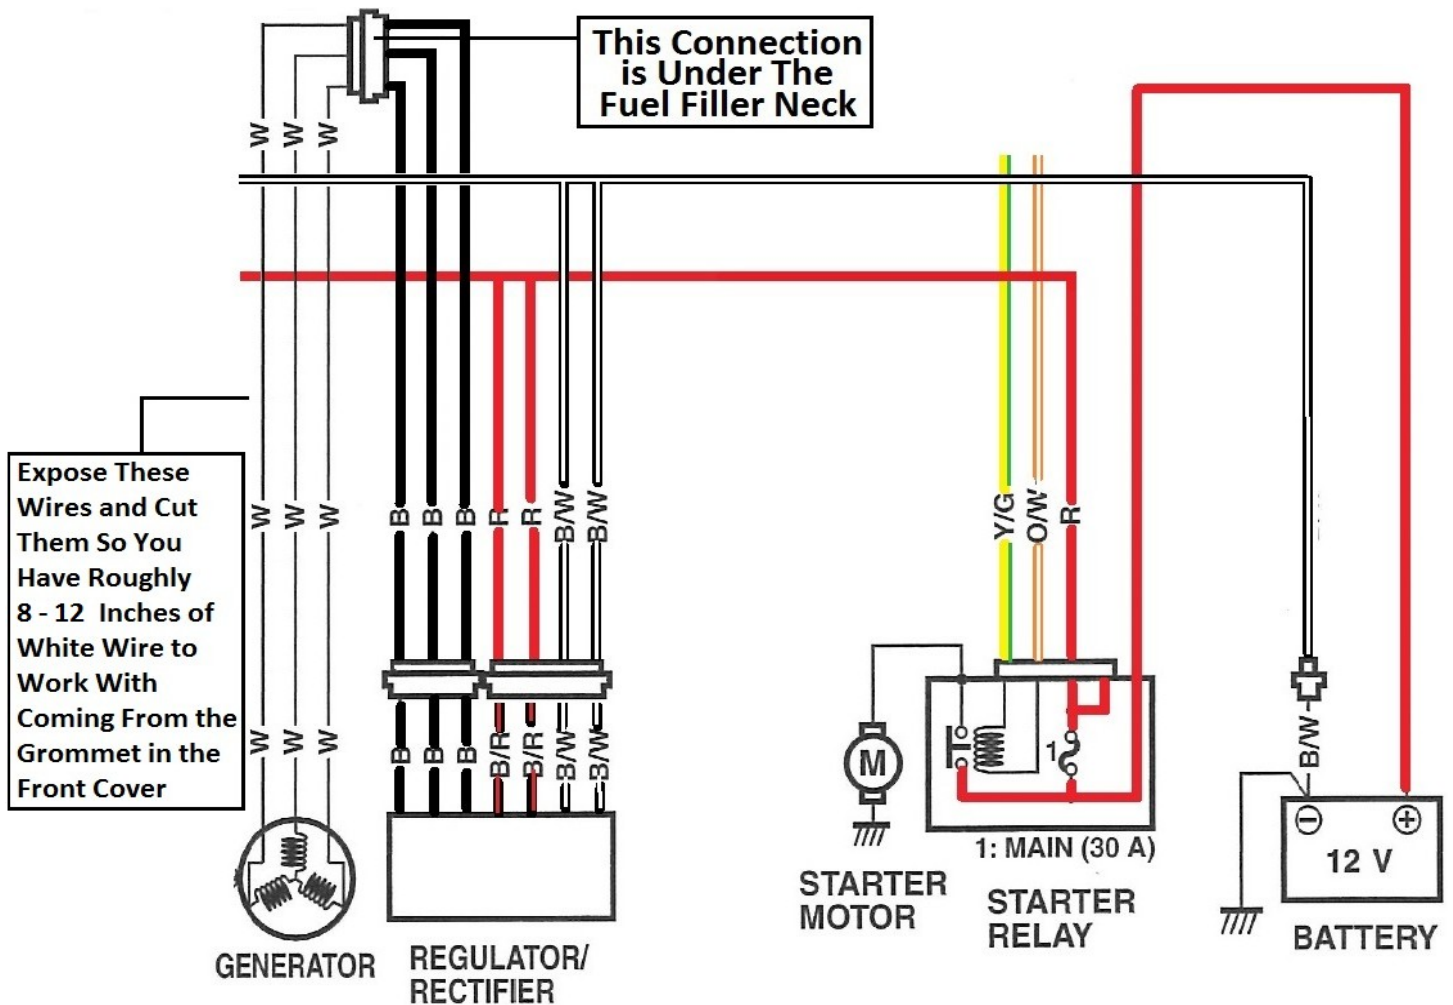 This Connection
is Under The
Fuel Filler Neck
W W W
Expose These
Wires and Cut
Them So You
Have Roughly
8 - 12 Inches of
White Wire to
Work With
Coming From the
Grommet in the
Front Cover
W W W
B B B R R B/W B/W
Y/G O/W R
W W W
B B B B/R B/R B/W B/W
M
1
B/W
− +
12 V
1: MAIN (30 A)
GENERATOR
REGULATOR/
RECTIFIER
STARTER
MOTOR
STARTER
RELAY
BATTERY